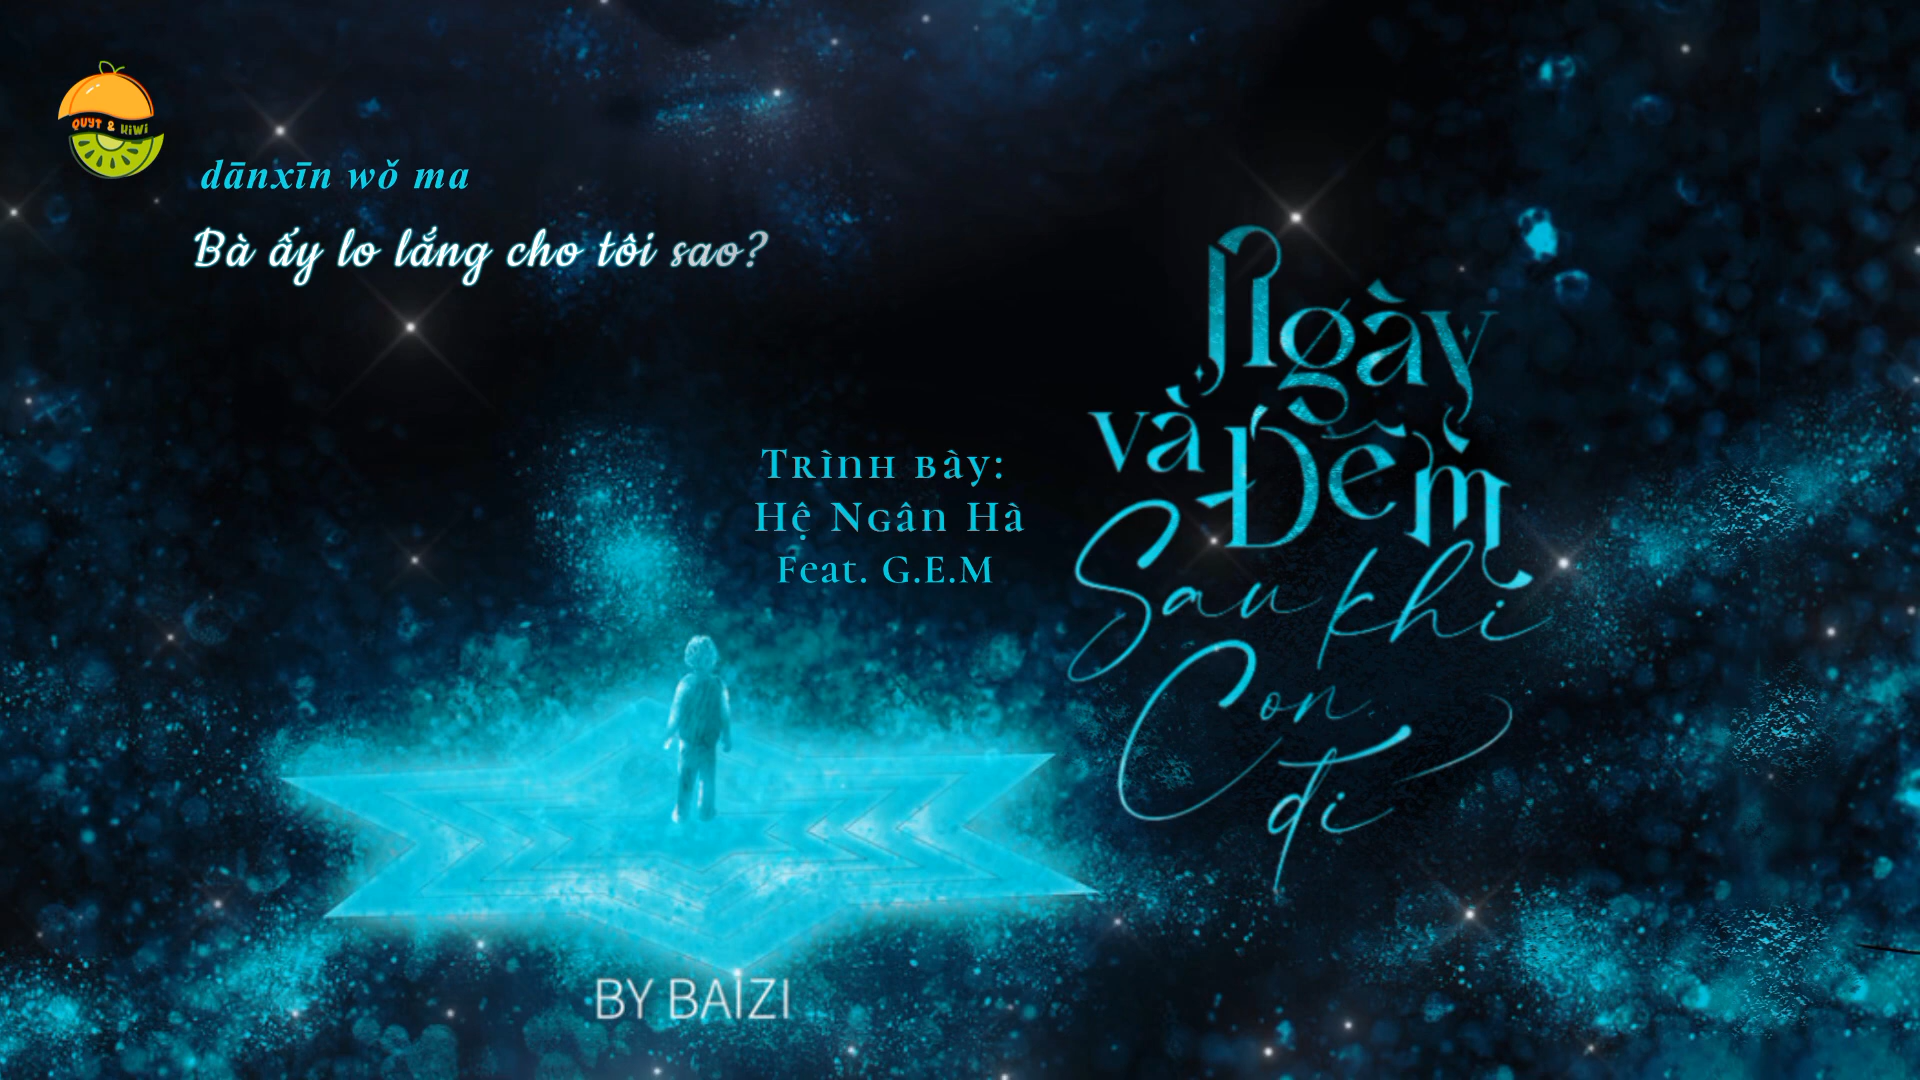 QUÝT & KIWI
dānxīn wǒ ma
Bà ấy lo lắng cho tôi sao?
Trình bày:
Hệ Ngân Hà
Feat. G.E.M
Ngày
và Đêm
Sau khi
Con
đi
BY BAIZI